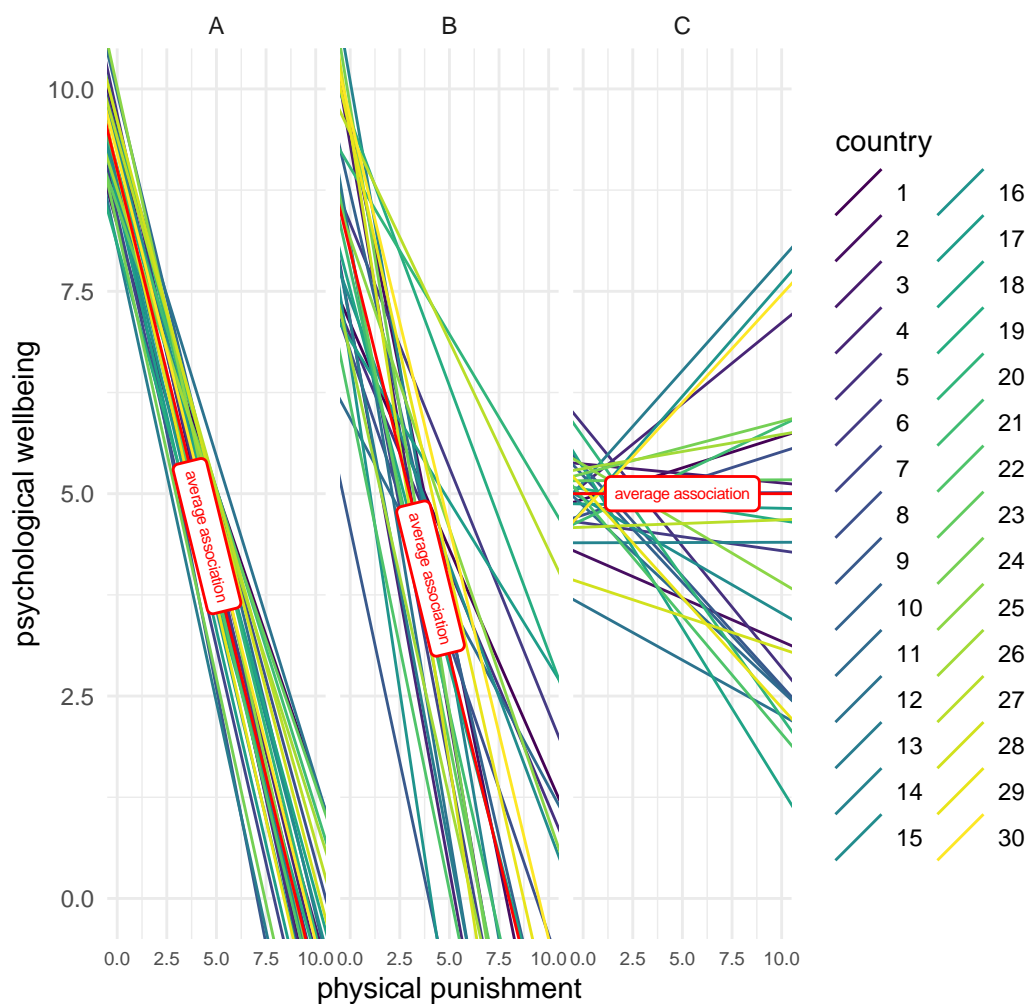 A B C
psychological wellbeing
10.0
7.5
5.0
2.5
0.0
average association
average association
average association
0.0 2.5 5.0 7.5 10.0 0.0 2.5 5.0 7.5 10.0 0.0 2.5 5.0 7.5 10.0
physical punishment
country
1 16
2 17
3 18
4 19
5 20
6 21
7 22
8 23
9 24
10 25
11 26
12 27
13 28
14 29
15 30